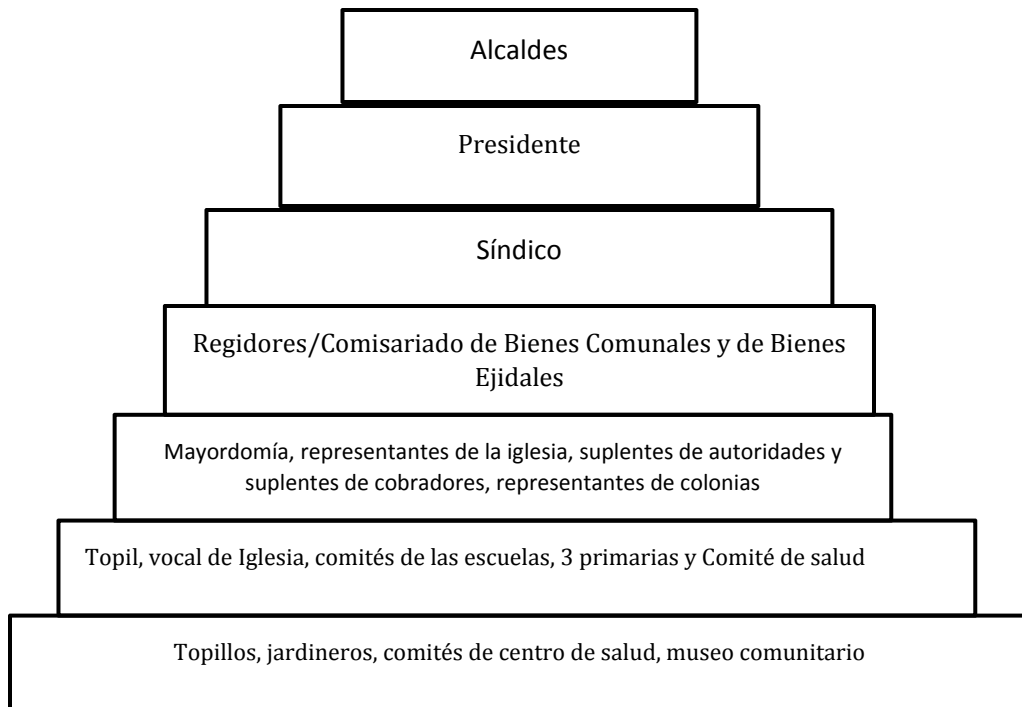 Alcaldes
Presidente
Síndico
Regidores/Comisariado de Bienes Comunales y de Bienes
Ejidales
Mayordomía, representantes de la iglesia, suplentes de autoridades y
suplentes de cobradores, representantes de colonias
Topil, vocal de Iglesia, comités de las escuelas, 3 primarias y Comité de salud
Topillos, jardineros, comités de centro de salud, museo comunitario